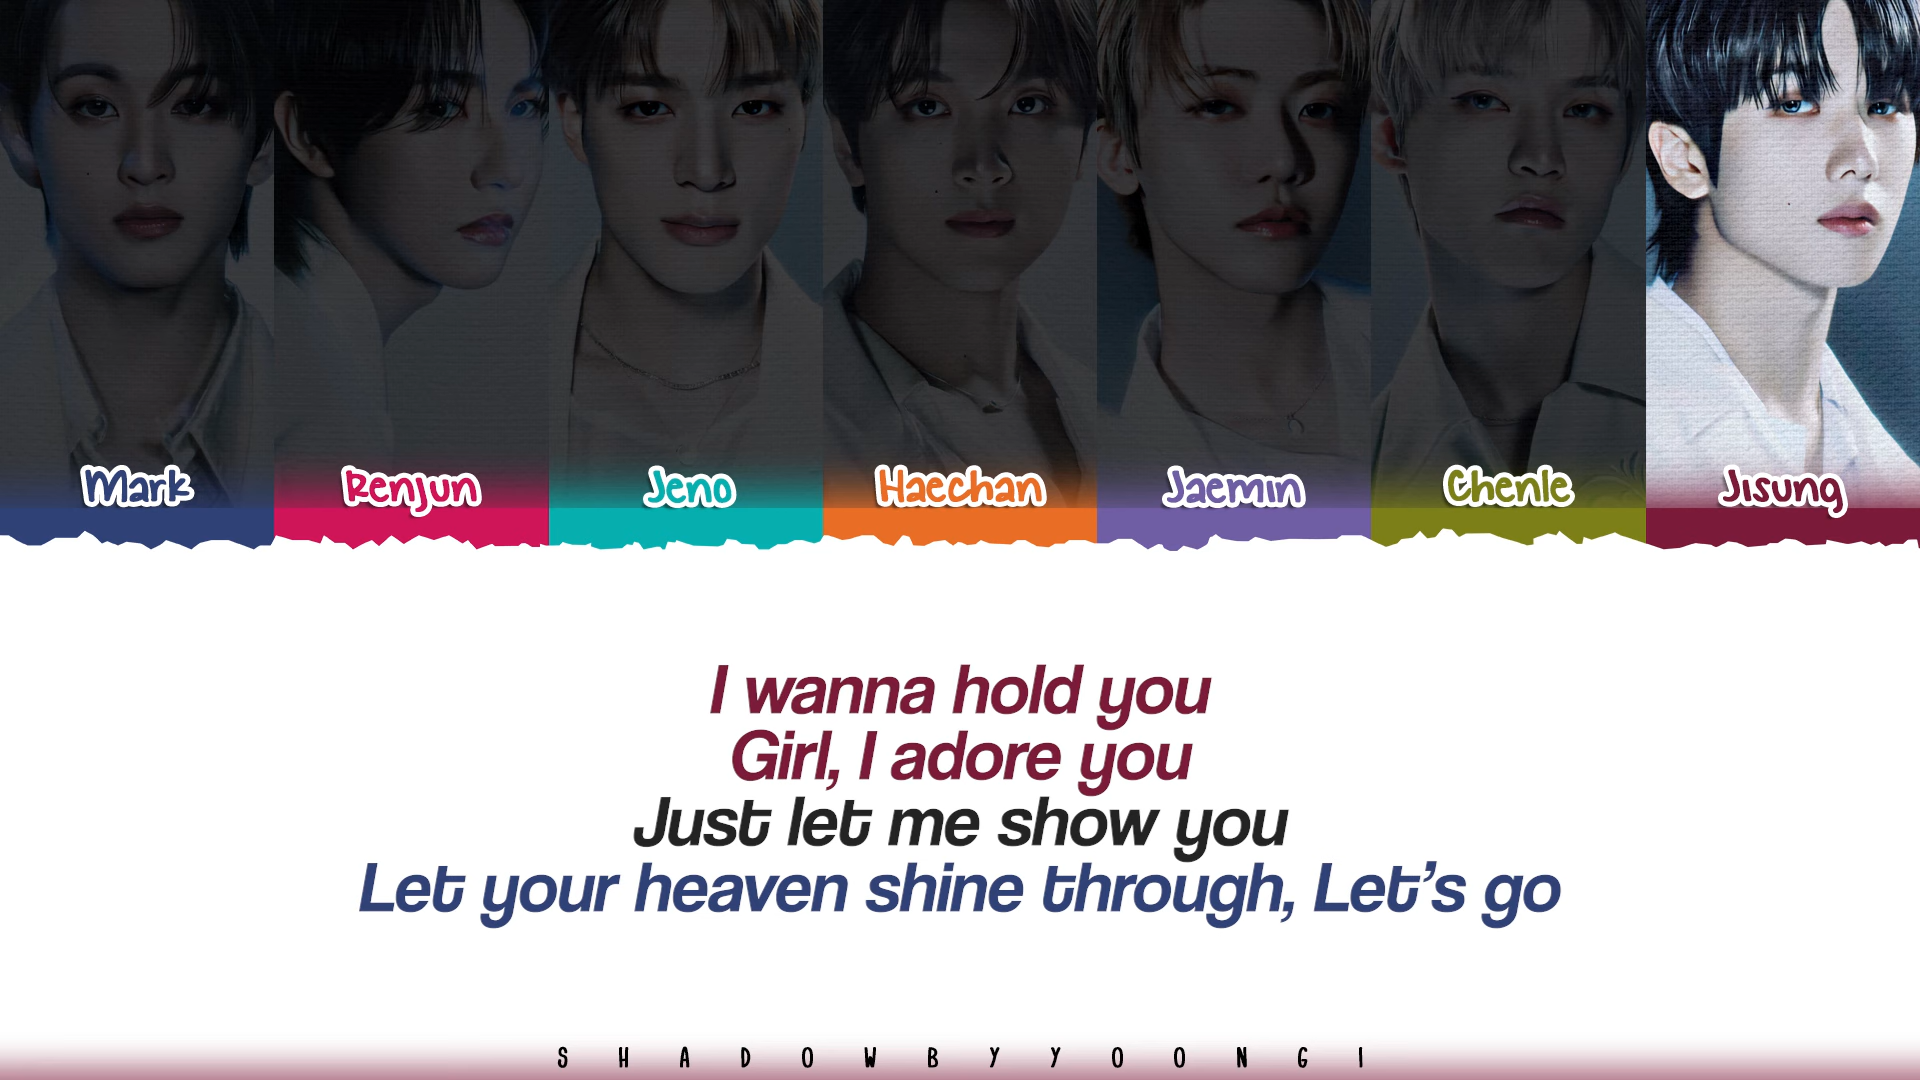 Mark Renjun Jeno Haechan Jaemin Chenle Jisung
I wanna hold you
Girl, I adore you
Just let me show you
Let your heaven shine through, Let's go
SHADOWBYYOONGI